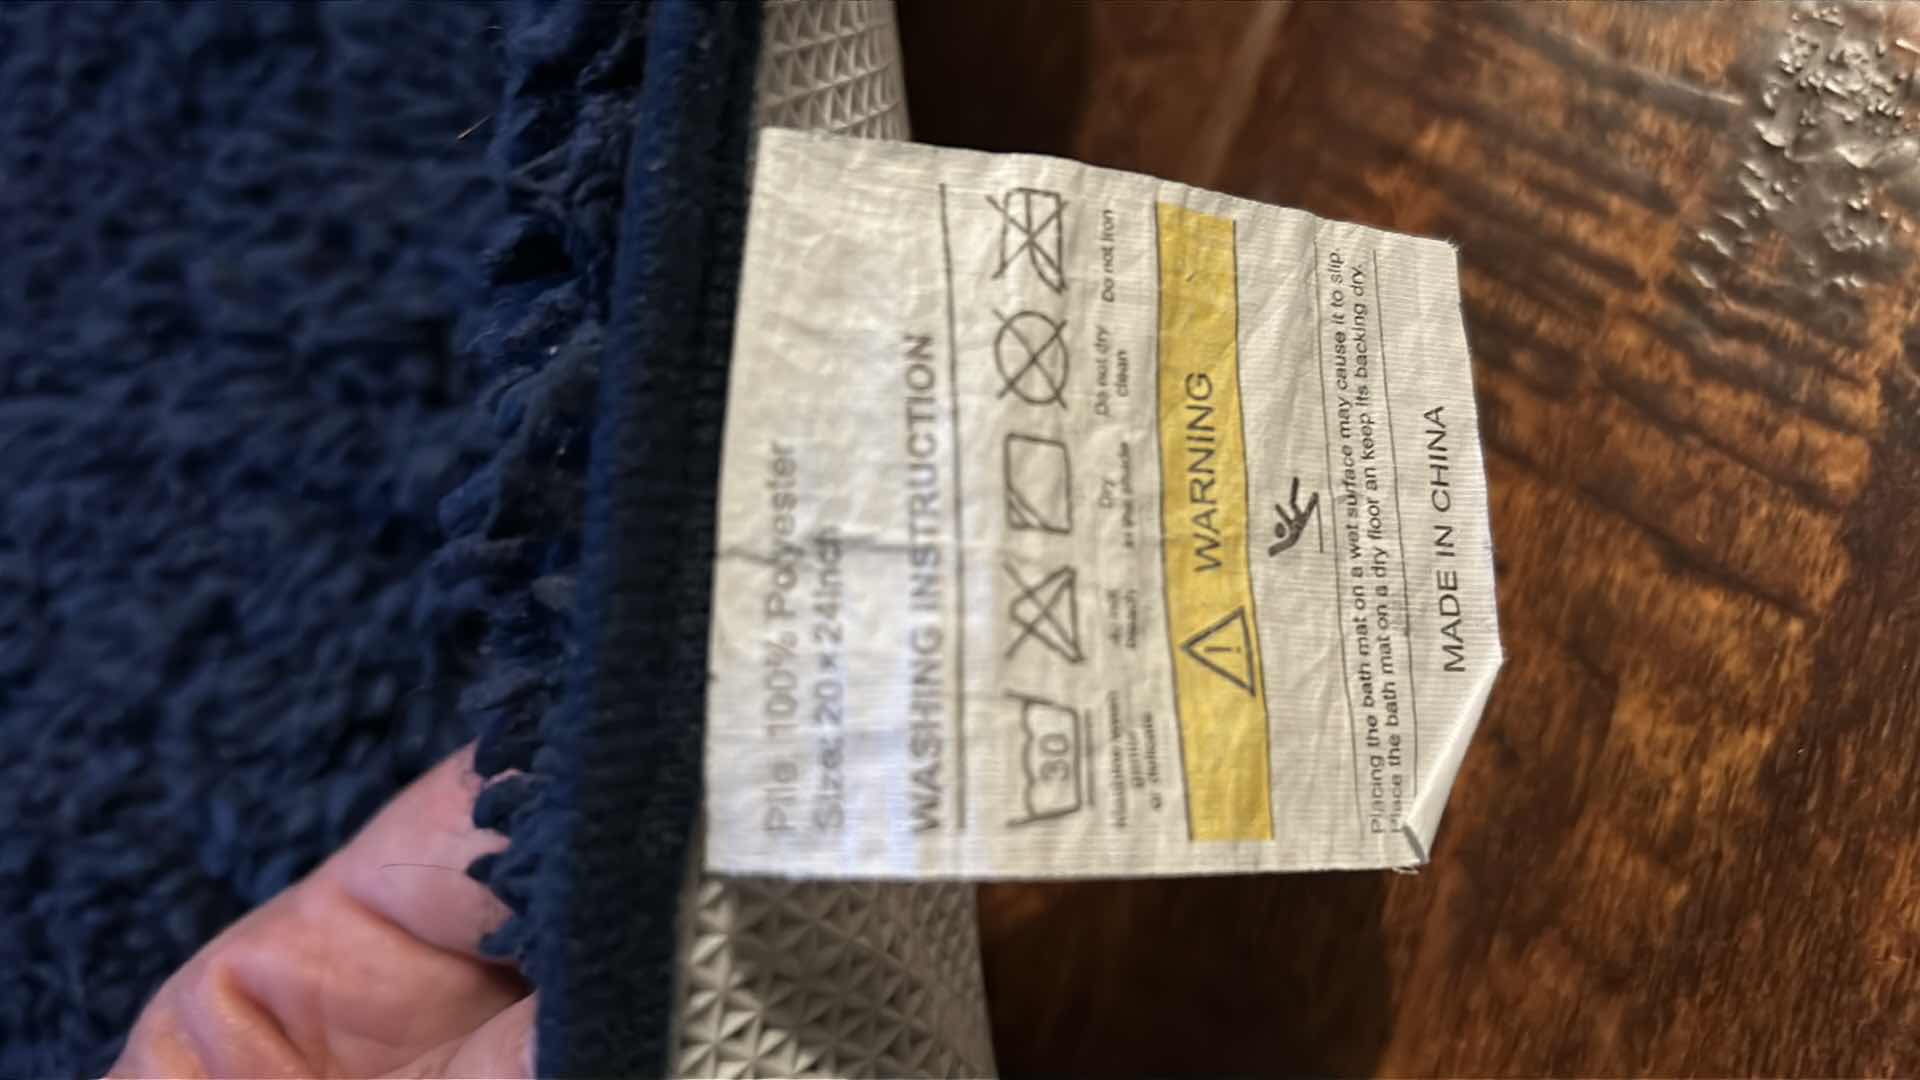 Pile 100% Polyester
Size: 20×24inch
WASHING INSTRUCTION
30
Machine wash gentle or delicate
do not bleach
Dry in the shade
Do not dry clean
Do not Iron
WARNING
Placing the bath mat on a wet surface may cause it to slip.
Place the bath mat on a dry floor an keep its backing dry.
MADE IN CHINA